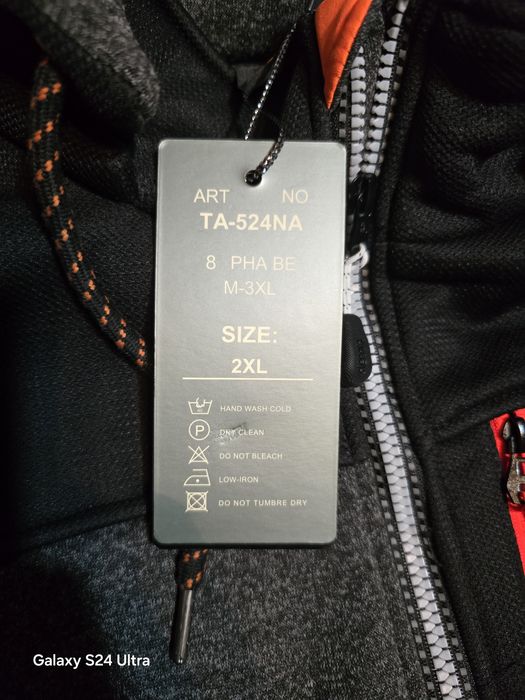 ART NO
TA-524NA
8 PHA BE
M-3XL
SIZE:
2XL
HAND WASH COLD
P DRY CLEAN
DO NOT BLEACH
LOW-IRON
DO NOT TUMBRE DRY
Galaxy S24 Ultra